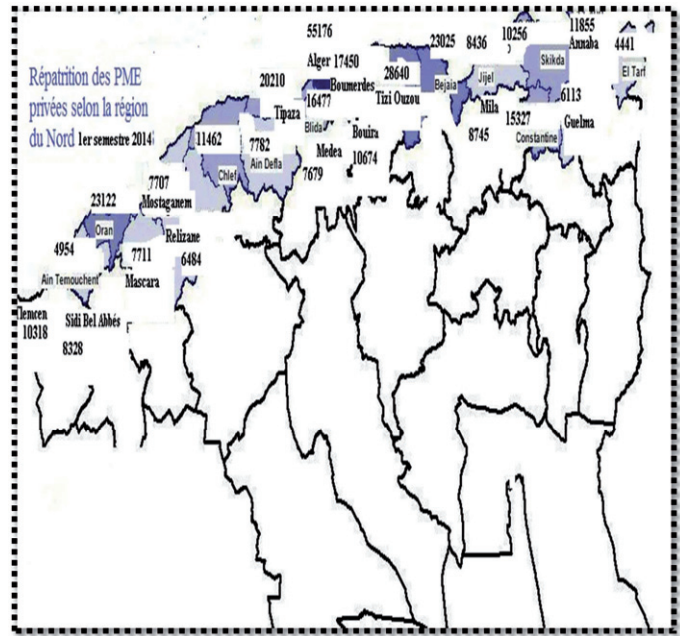 Répatrition des PME
privées selon la région
du Nord 1er semestre 2014
55176
Alger 17450
Boumerdes
16477
Blida
20210
Tipaza
11462
7782
Ain Defla
Chlef
7679
Medea
Bouira
10674
28640
Tizi Ouzou
23025
Bejaia
8436
Jijel
10256
Skikda
11855
Annaba
4441
El Tarf
6113
Guelma
Mila
8745
15327
Constantine
7707
Mostaganem
23122
Oran
Relizane
6484
7711
Mascara
4954
Ain Temouchent
Tlemcen
10318
Sidi Bel Abbés
8328